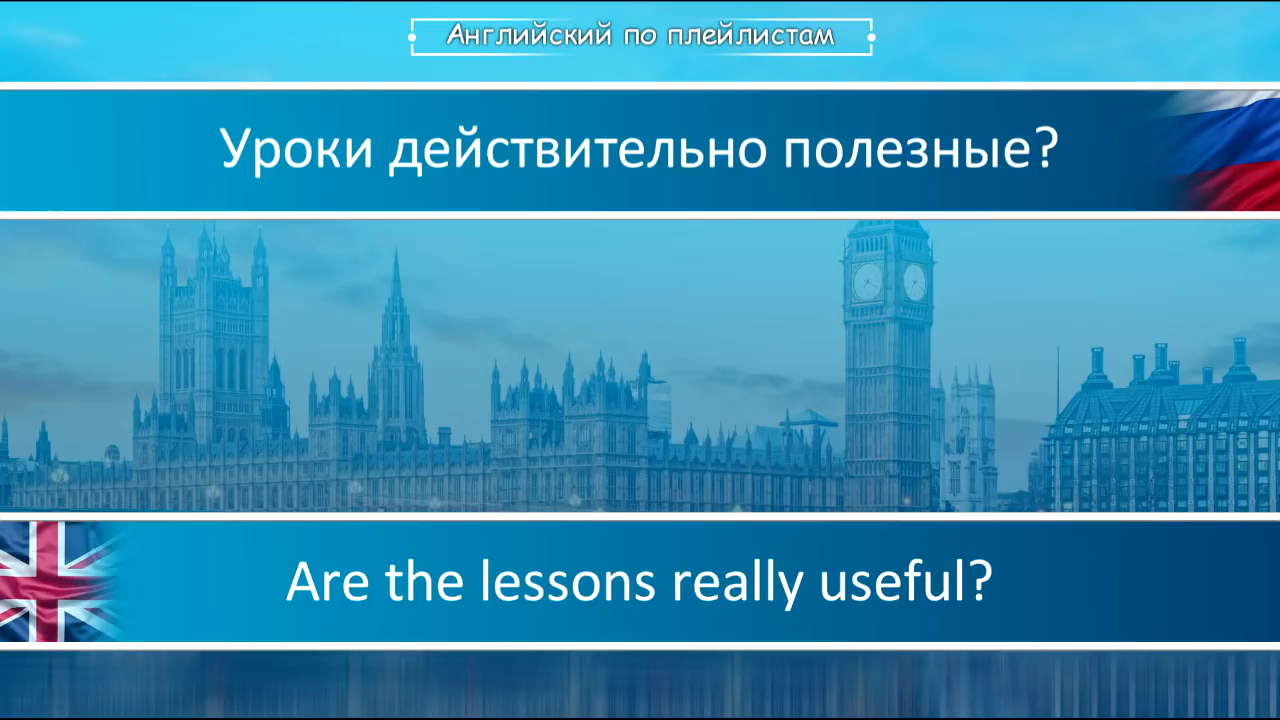 Английский по плейлистам
Уроки действительно полезные?
Are the lessons really useful?